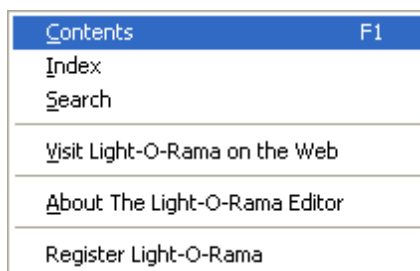 Contents F1
Index
Search
Visit Light-O-Rama on the Web
About The Light-O-Rama Editor
Register Light-O-Rama